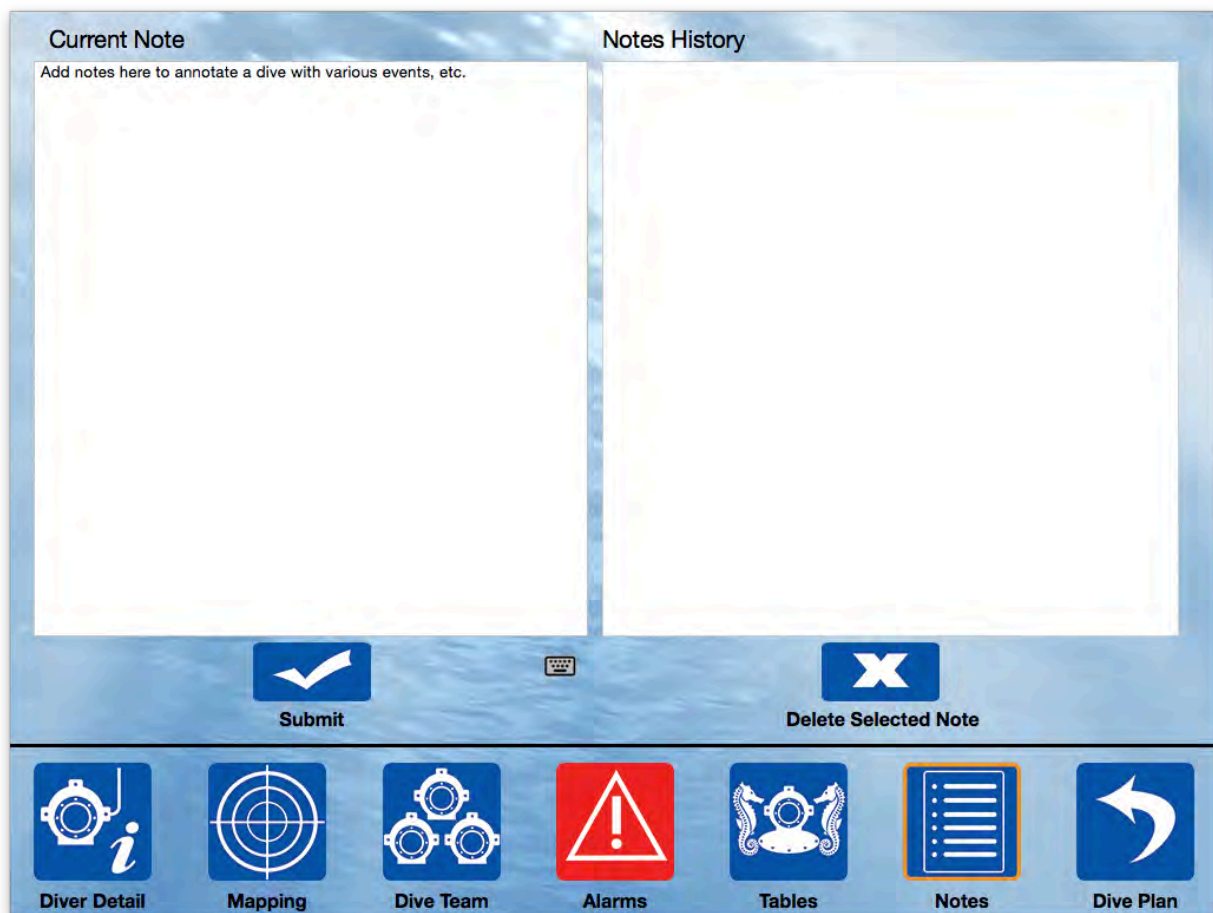 Current Note
Notes History
Add notes here to annotate a dive with various events, etc.
Submit
Delete Selected Note
Diver Detail
Mapping
Dive Team
Alarms
Tables
Notes
Dive Plan